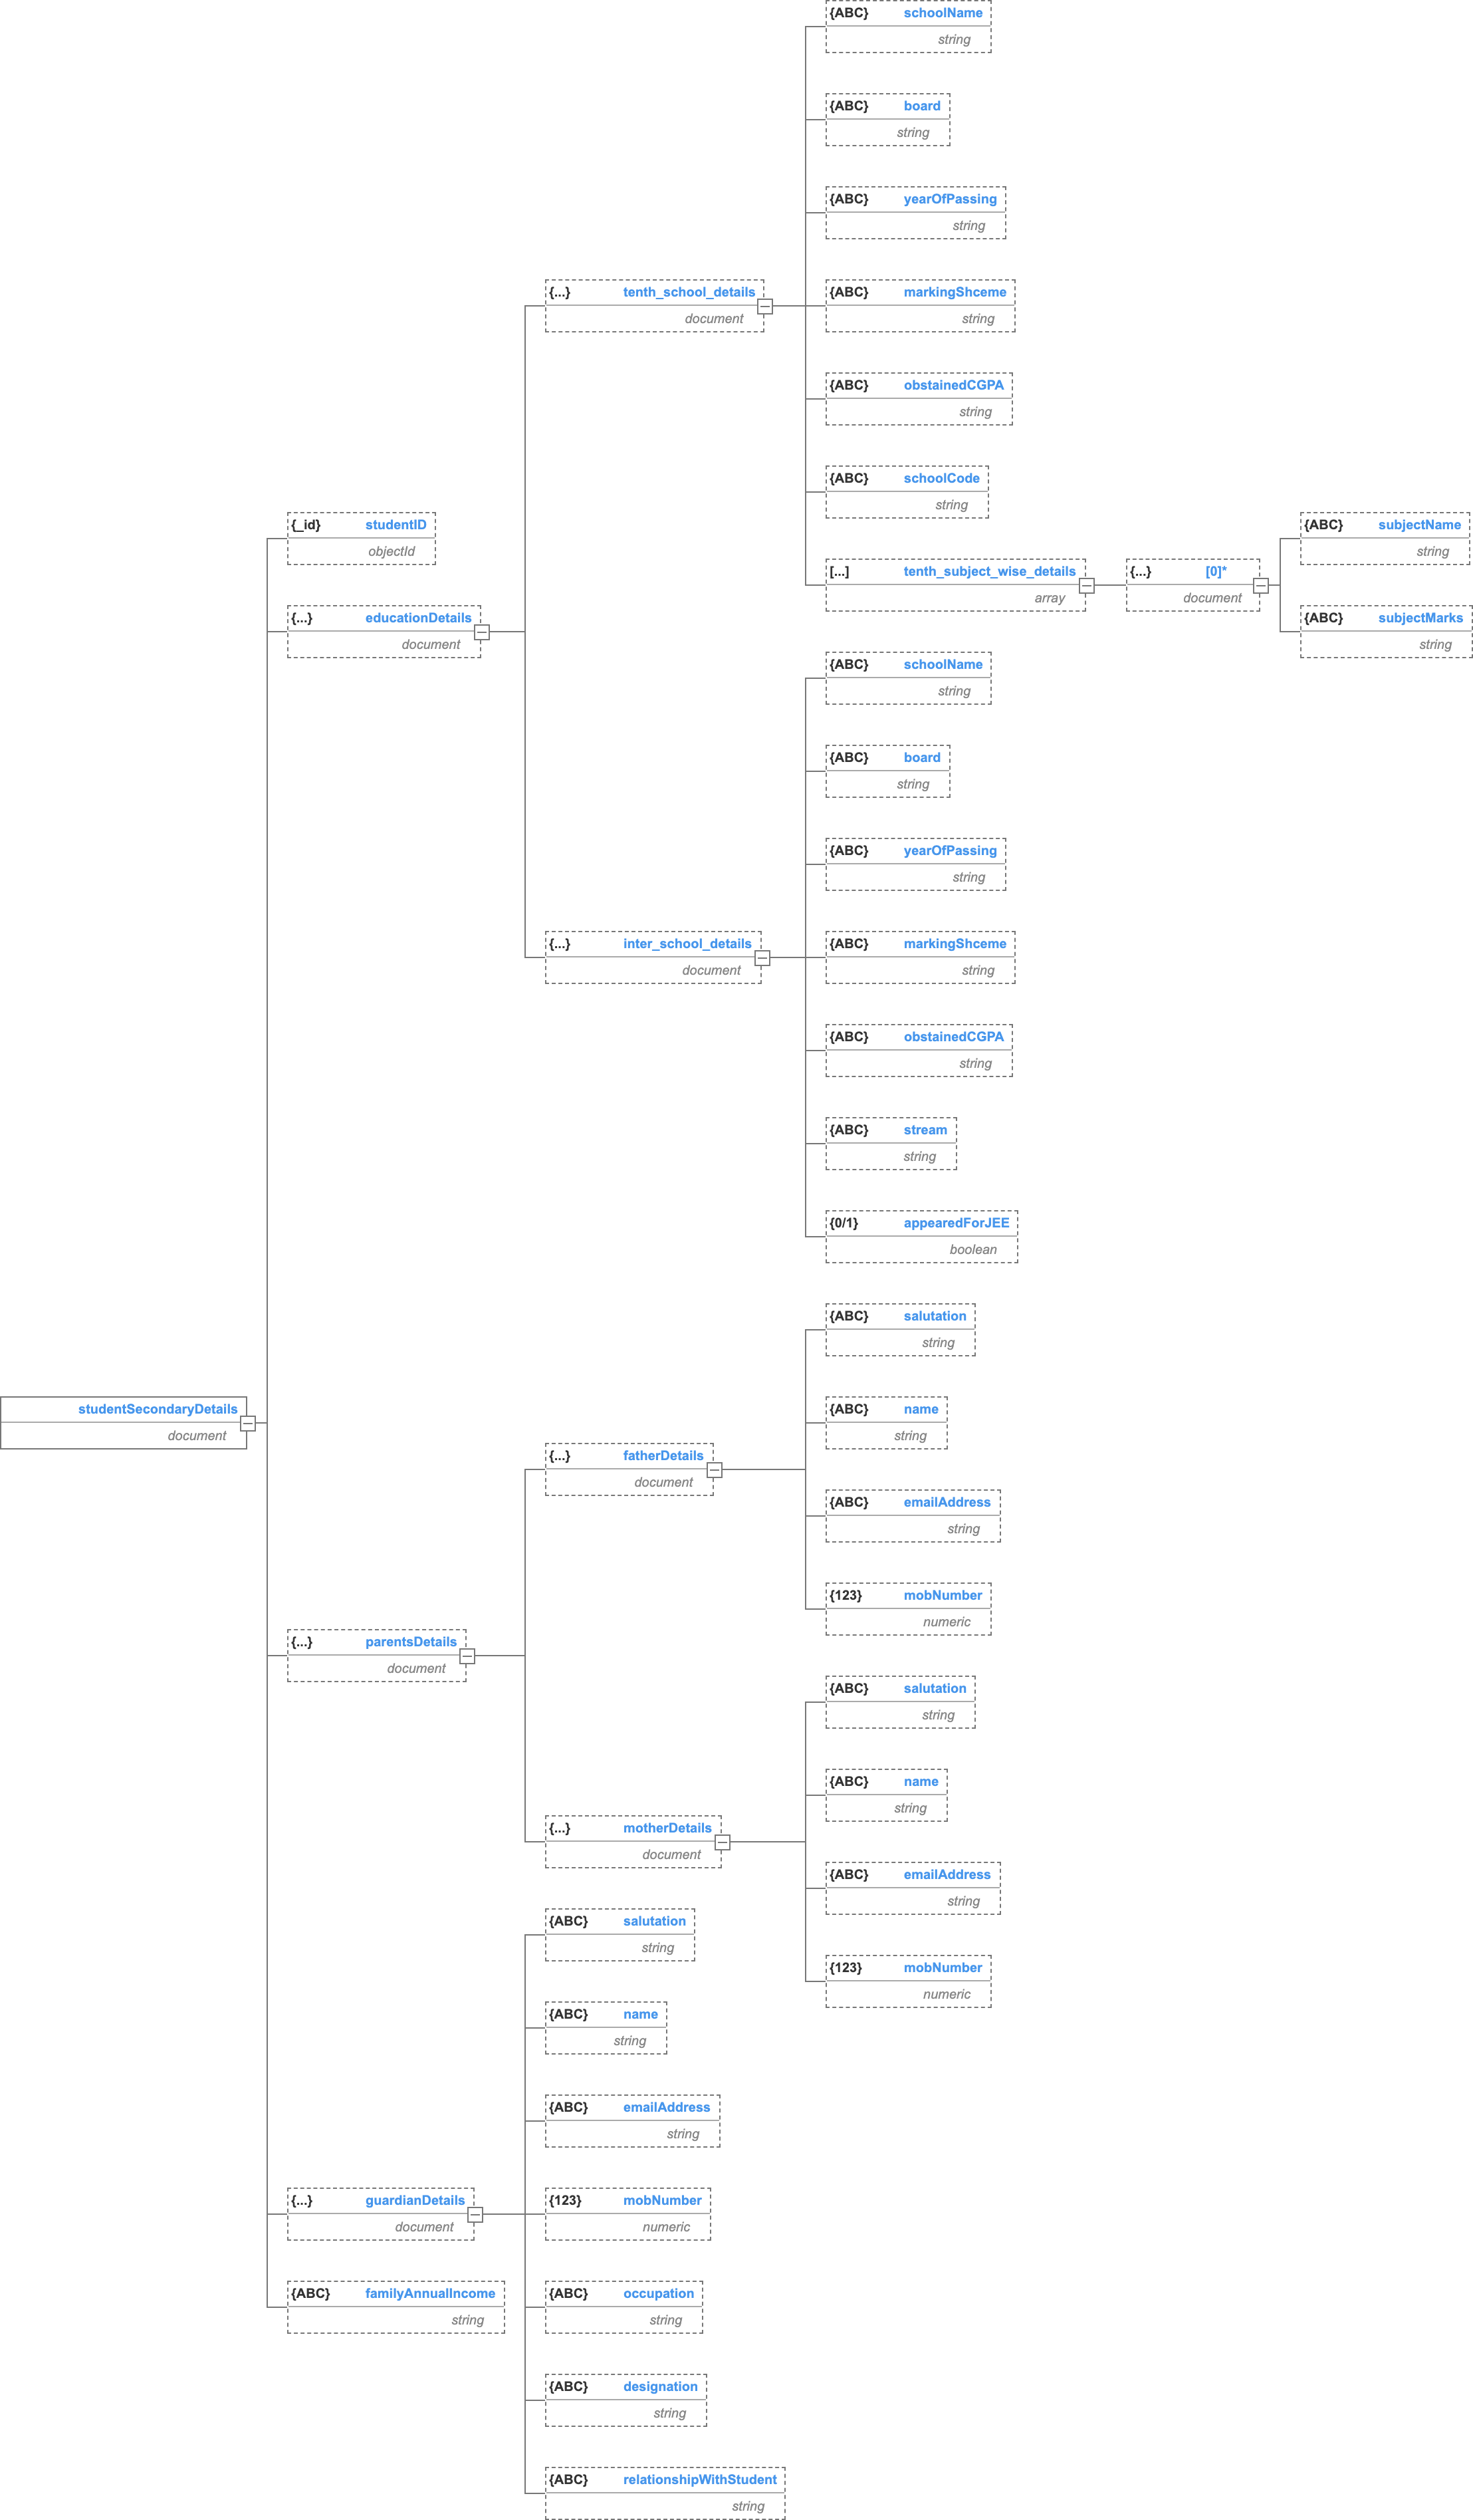 {ABC} schoolName
string
{ABC} board
string
{ABC} yearOfPassing
string
{...} tenth_school_details
document
{ABC} markingShceme
string
{ABC} obstainedCGPA
string
{ABC} schoolCode
string
{_id} studentID
objectId
{ABC} subjectName
string
[...] tenth_subject_wise_details
array
{...} [0]*
document
{...} educationDetails
document
{ABC} subjectMarks
string
{ABC} schoolName
string
{ABC} board
string
{ABC} yearOfPassing
string
{...} inter_school_details
document
{ABC} markingShceme
string
{ABC} obstainedCGPA
string
{ABC} stream
string
{0/1} appearedForJEE
boolean
{ABC} salutation
string
studentSecondaryDetails
document
{ABC} name
string
{...} fatherDetails
document
{ABC} emailAddress
string
{123} mobNumber
numeric
{...} parentsDetails
document
{ABC} salutation
string
{ABC} name
string
{...} motherDetails
document
{ABC} emailAddress
string
{ABC} salutation
string
{123} mobNumber
numeric
{ABC} name
string
{ABC} emailAddress
string
{...} guardianDetails
document
{123} mobNumber
numeric
{ABC} familyAnnualIncome
string
{ABC} occupation
string
{ABC} designation
string
{ABC} relationshipWithStudent
string